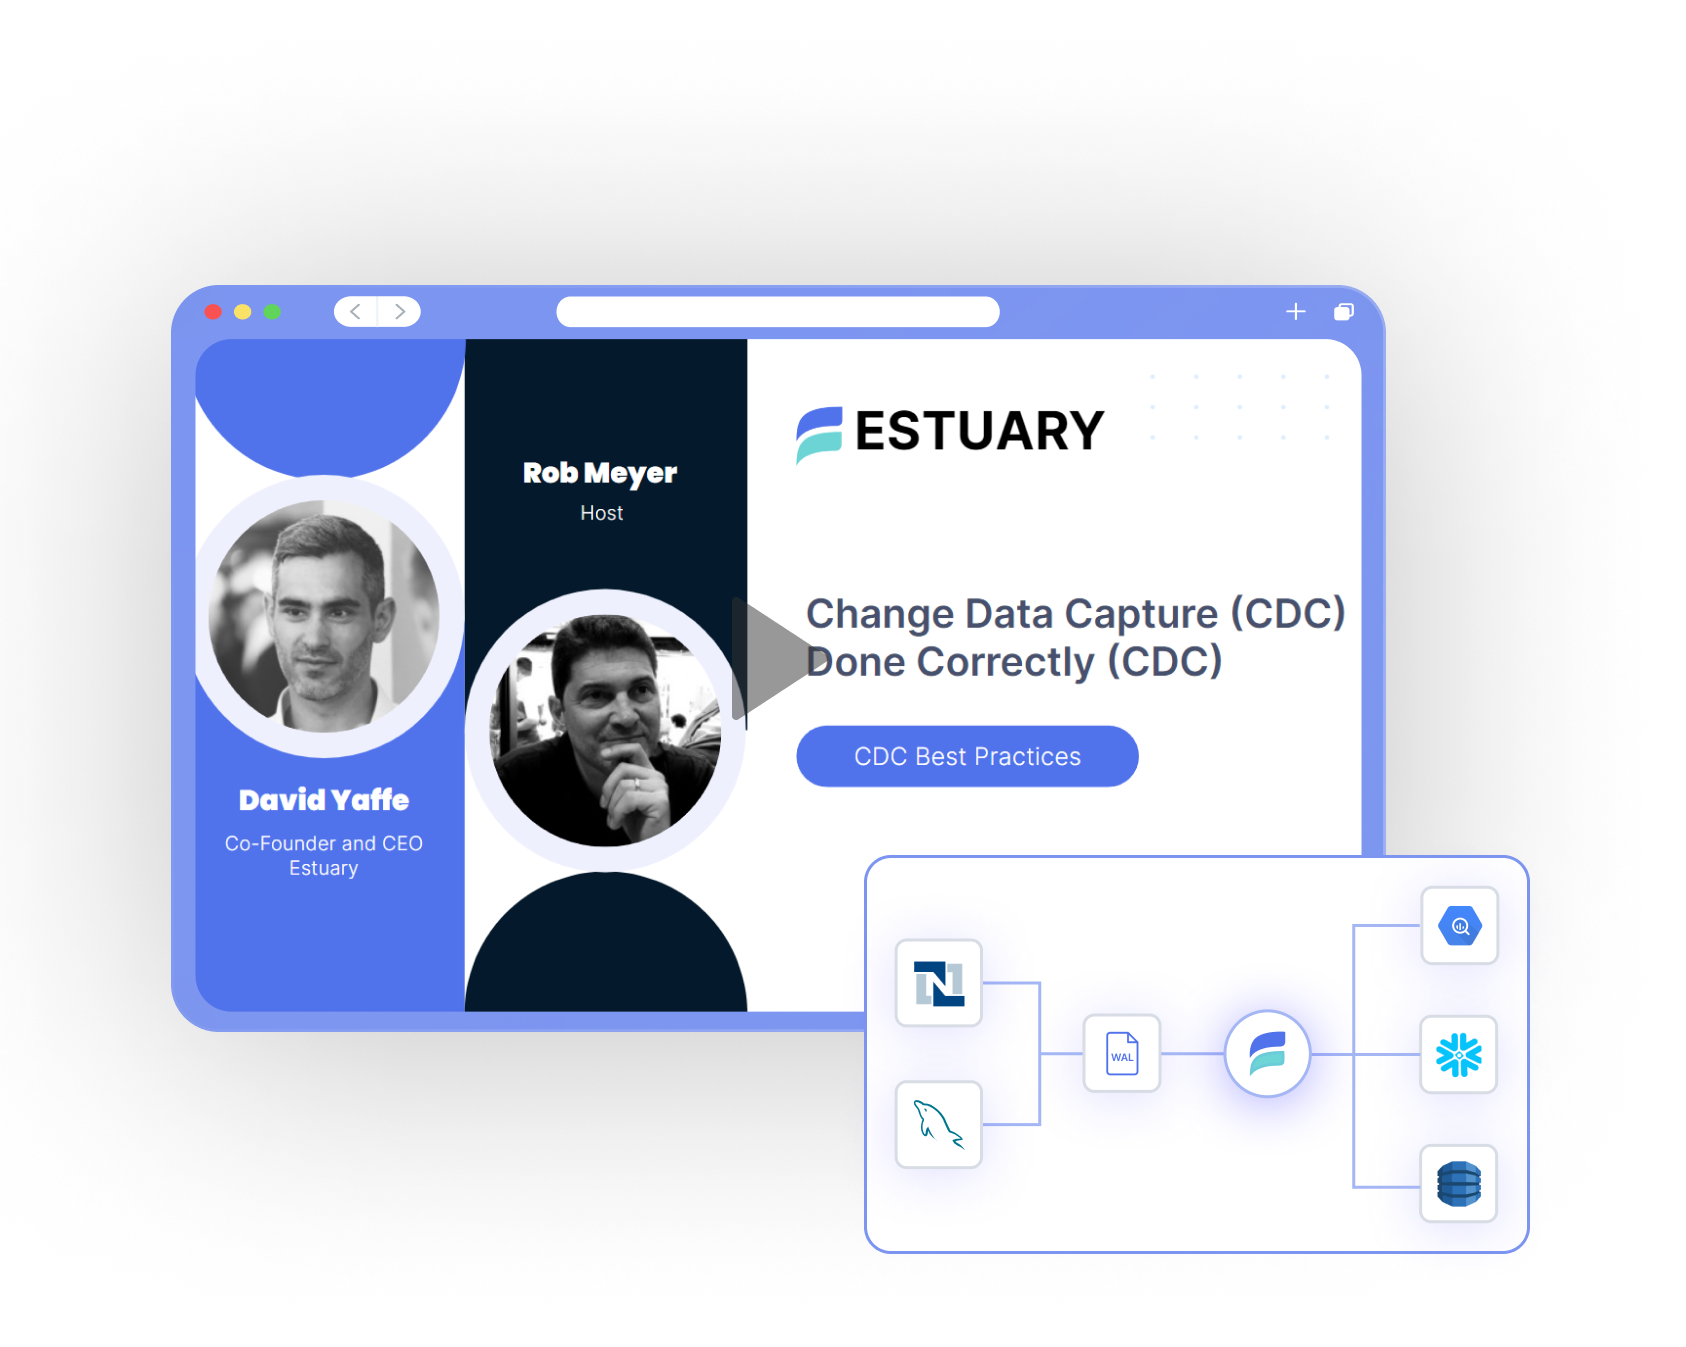 ESTUARY
Rob Meyer
Host
Change Data Capture (CDC)
Done Correctly (CDC)
CDC Best Practices
David Yaffe
Co-Founder and CEO
Estuary
N
WAL